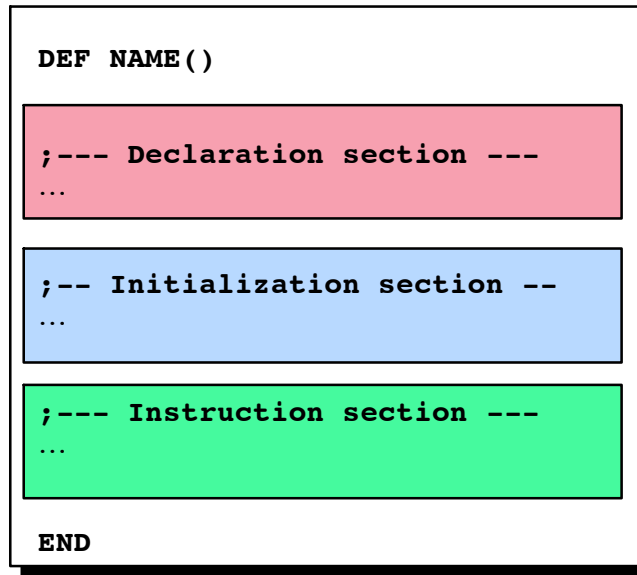 DEF NAME()
;--- Declaration section ---
...
;-- Initialization section --
...
;--- Instruction section ---
...
END